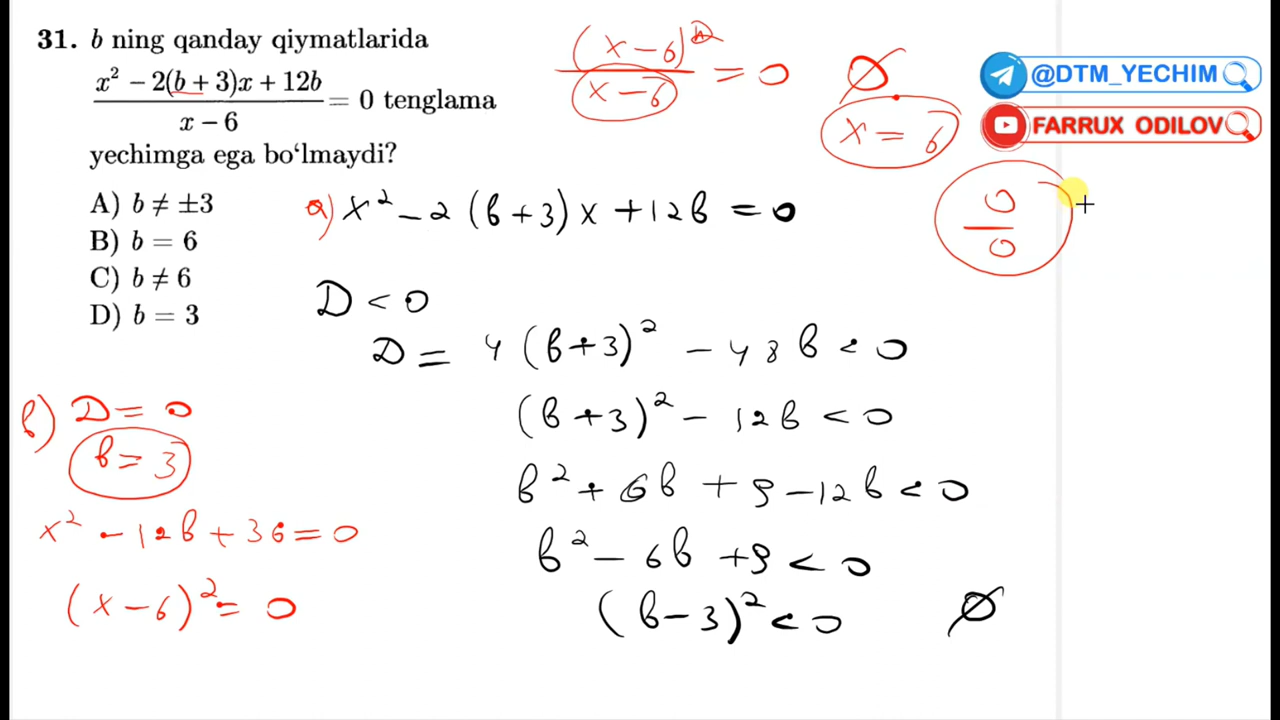 31. b ning qanday qiymatlarida
x² − 2(b + 3)x + 12b
x − 6
= 0 tenglama
yechimga ega bo‘lmaydi?
A) b ≠ ±3
B) b = 6
C) b ≠ 6
D) b = 3
(x − 6)²
x − 6
= 0
∅
x = 6
@DTM_YECHIM
FARRUX ODILOV
0
0
a) x² − 2 (b + 3) x + 12b = 0
D < 0
D = 4 (b + 3)² − 48b < 0
(b + 3)² − 12b < 0
b² + 6b + 9 − 12b < 0
b² − 6b + 9 < 0
(b − 3)² < 0 ∅
b) D = 0
b = 3
x² − 12b + 36 = 0
(x − 6)² = 0